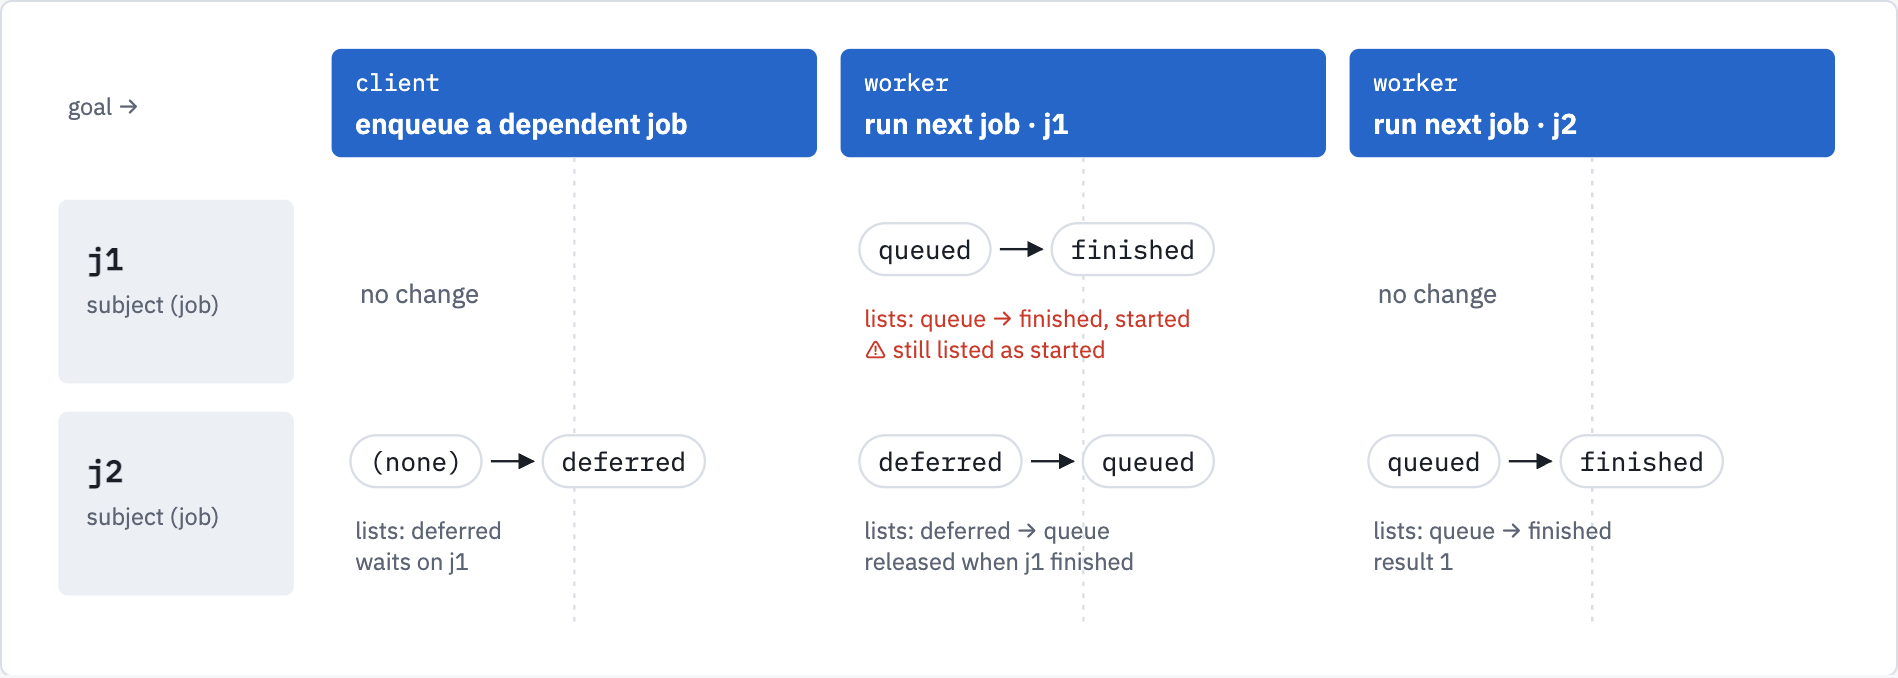 goal →
client
enqueue a dependent job
worker
run next job · j1
worker
run next job · j2
j1
subject (job)
no change
queued → finished
lists: queue → finished, started
⚠ still listed as started
no change
j2
subject (job)
(none) → deferred
lists: deferred
waits on j1
deferred → queued
lists: deferred → queue
released when j1 finished
queued → finished
lists: queue → finished
result 1